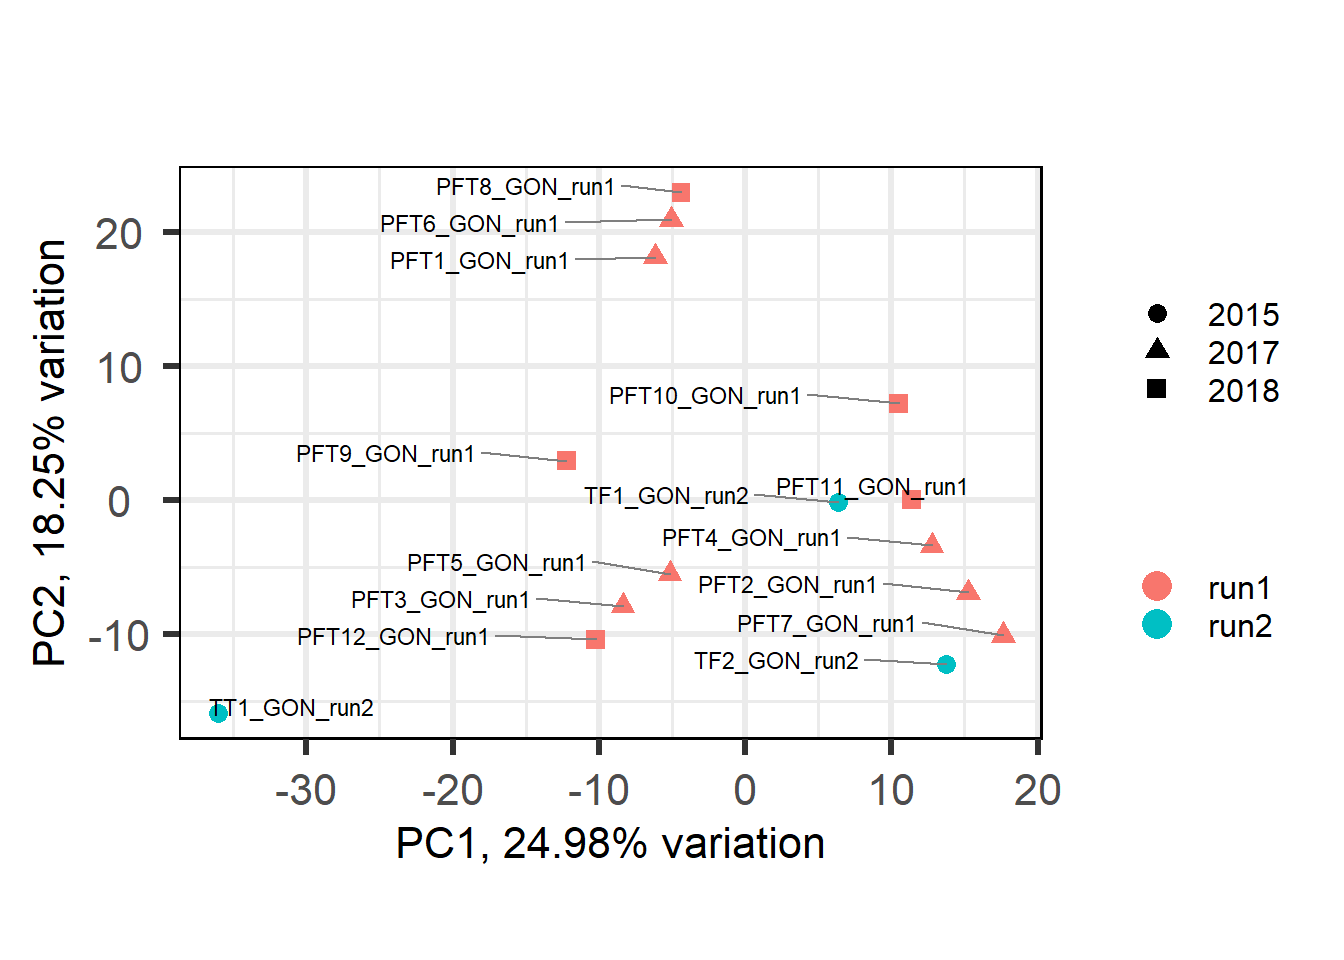 PFT8_GON_run1
PFT6_GON_run1
PFT1_GON_run1
PFT10_GON_run1
PFT9_GON_run1
PFT11_GON_run1
TF1_GON_run2
PFT4_GON_run1
PFT5_GON_run1
PFT2_GON_run1
PFT3_GON_run1
PFT7_GON_run1
PFT12_GON_run1
TF2_GON_run2
TT1_GON_run2
20
10
0
-10
PC2, 18.25% variation
-30 -20 -10 0 10 20
PC1, 24.98% variation
2015
2017
2018
run1
run2